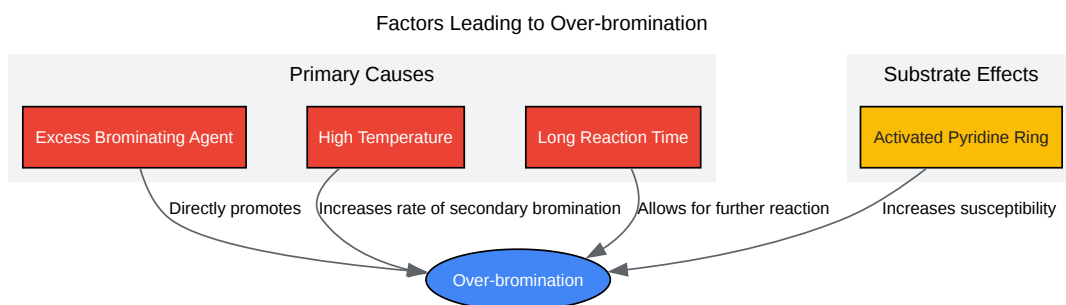 Factors Leading to Over-bromination
Primary Causes
Substrate Effects
Excess Brominating Agent
High Temperature
Long Reaction Time
Activated Pyridine Ring
Directly promotes
Increases rate of secondary bromination
Allows for further reaction
Increases susceptibility
Over-bromination